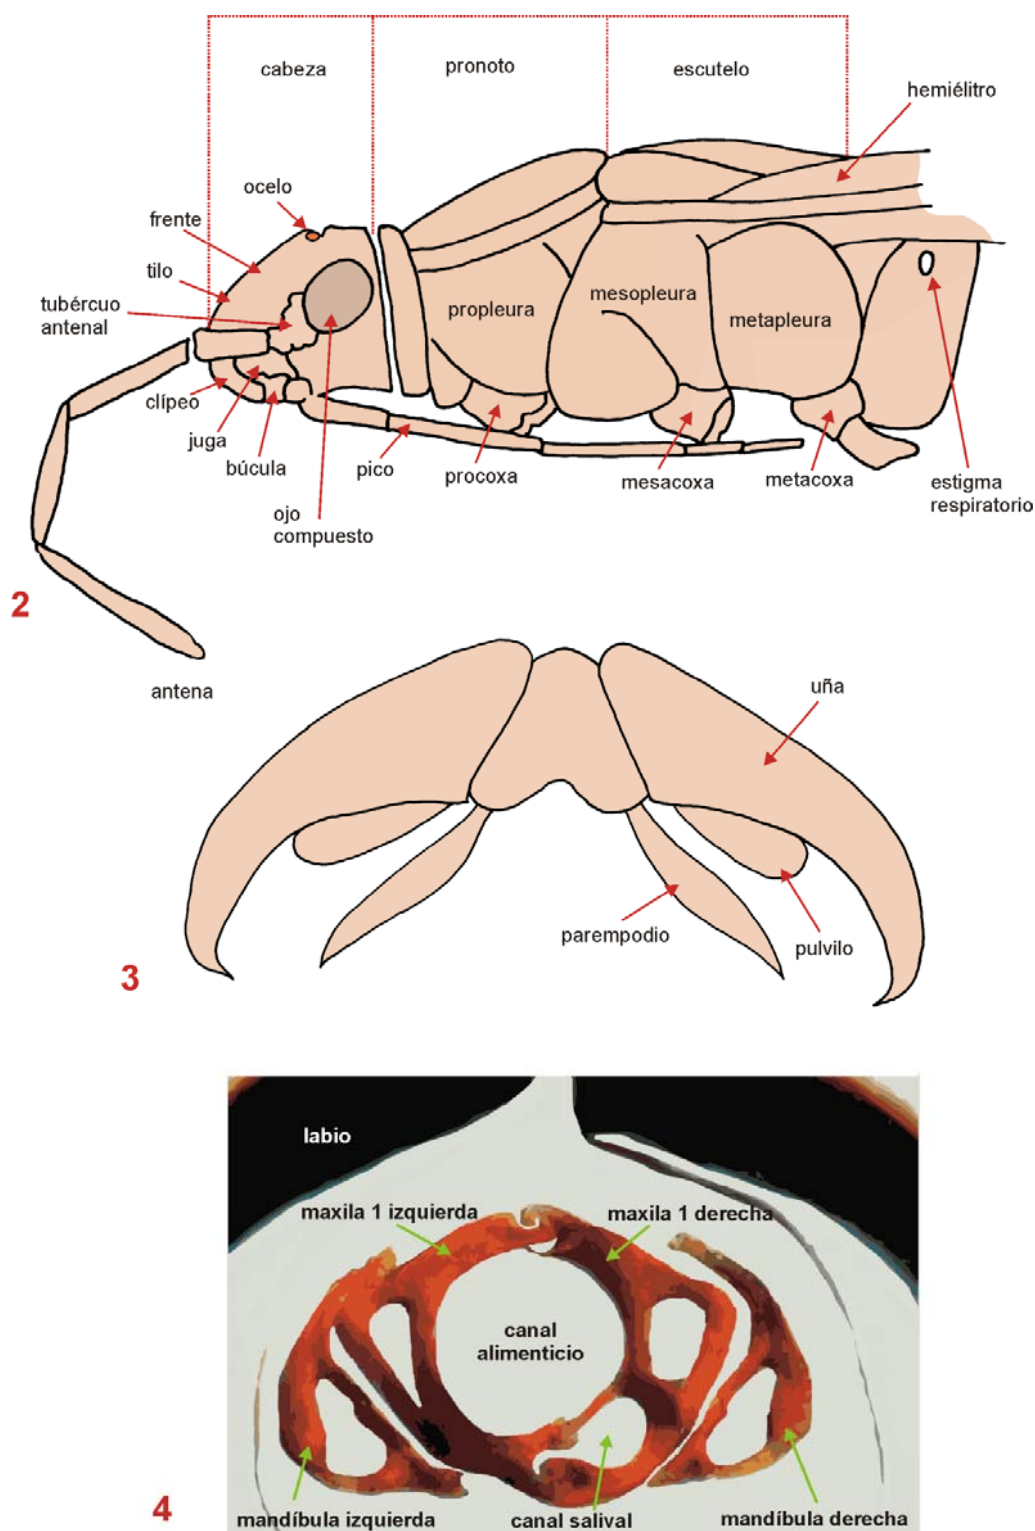 cabeza
pronoto
escutelo
hemiélitro
ocelo
frente
tilo
tubércuo
antenal
propleura
mesopleura
metapleura
clípeo
juga
búcula
pico
procoxa
mesacoxa
metacoxa
estigma
respiratorio
ojo
compuesto
2
antena
uña
parempodio
pulvilo
3
labio
maxila 1 izquierda
maxila 1 derecha
canal
alimenticio
4
mandíbula izquierda
canal salival
mandíbula derecha